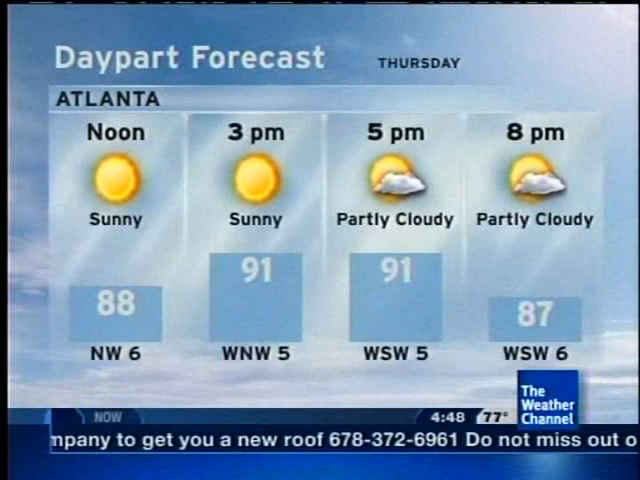 Daypart Forecast THURSDAY
ATLANTA
Noon 3 pm 5 pm 8 pm
Sunny Sunny Partly Cloudy Partly Cloudy
88 91 91 87
NW 6 WNW 5 WSW 5 WSW 6
The
Weather
Channel
NOW 4:48 77°
mpany to get you a new roof 678-372-6961 Do not miss out o